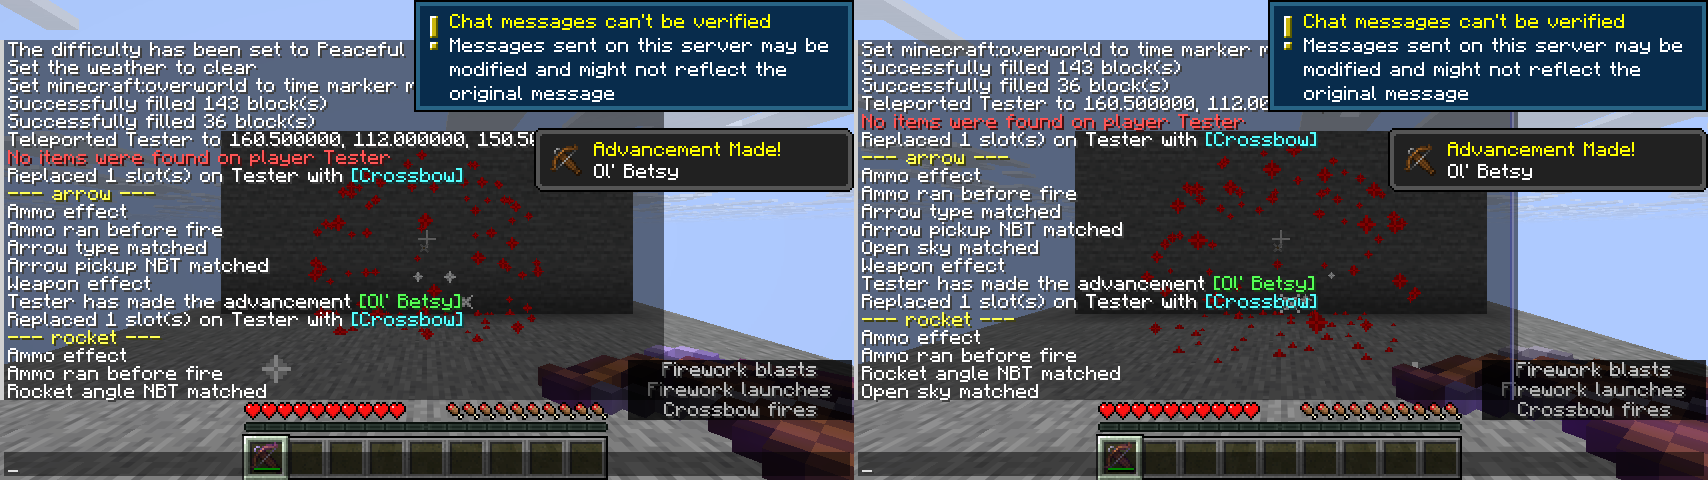 Chat messages can't be verified
Messages sent on this server may be
modified and might not reflect the
original message
The difficulty has been set to Peaceful
Set the weather to clear
Set minecraft:overworld to time marker m
Successfully filled 143 block(s)
Successfully filled 36 block(s)
Teleported Tester to 160.500000, 112.000000, 150.50
No items were found on player Tester
Replaced 1 slot(s) on Tester with [Crossbow]
Advancement Made!
Ol' Betsy
--- arrow ---
Ammo effect
Ammo ran before fire
Arrow type matched
Arrow pickup NBT matched
Weapon effect
Tester has made the advancement [Ol' Betsy]
Replaced 1 slot(s) on Tester with [Crossbow]
--- rocket ---
Ammo effect
Ammo ran before fire
Rocket angle NBT matched
Firework blasts
Firework launches
Crossbow fires
_
Chat messages can't be verified
Messages sent on this server may be
modified and might not reflect the
original message
Set minecraft:overworld to time marker m
Successfully filled 143 block(s)
Successfully filled 36 block(s)
Teleported Tester to 160.500000, 112.00
No items were found on player Tester
Replaced 1 slot(s) on Tester with [Crossbow]
Advancement Made!
Ol' Betsy
--- arrow ---
Ammo effect
Ammo ran before fire
Arrow type matched
Arrow pickup NBT matched
Open sky matched
Weapon effect
Tester has made the advancement [Ol' Betsy]
Replaced 1 slot(s) on Tester with [Crossbow]
--- rocket ---
Ammo effect
Ammo ran before fire
Rocket angle NBT matched
Open sky matched
Firework blasts
Firework launches
Crossbow fires
_